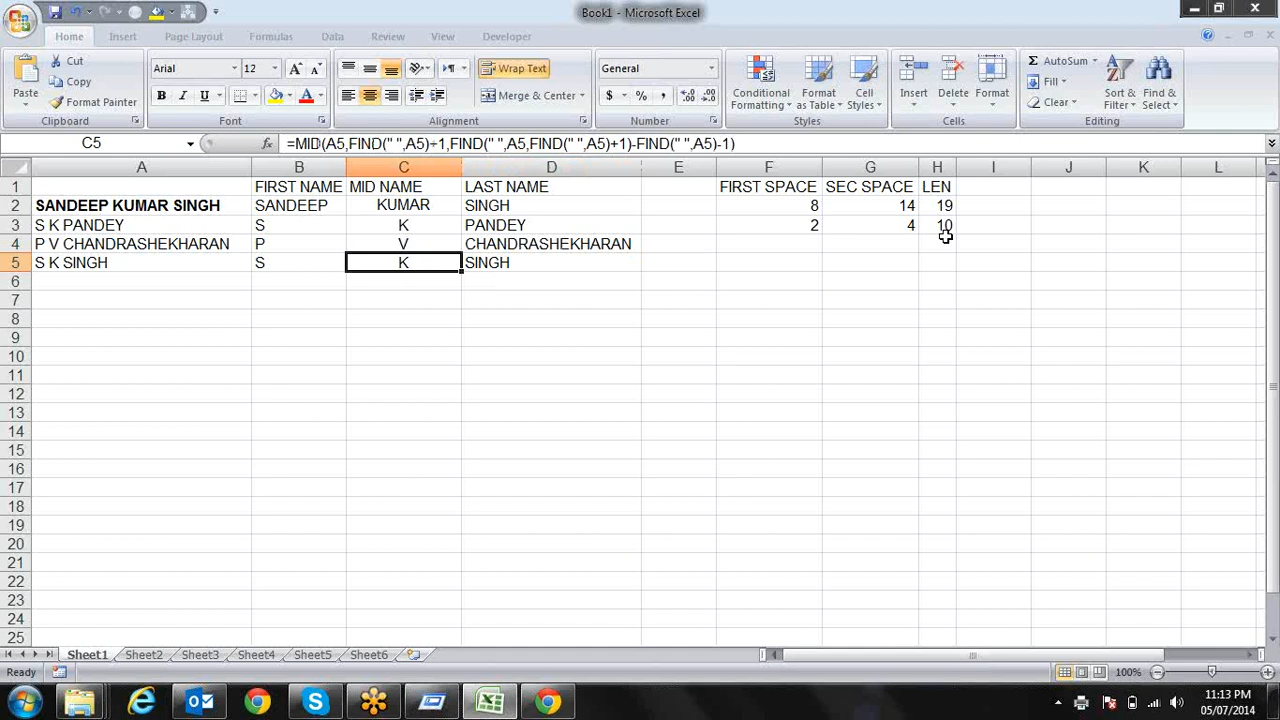 Book1 - Microsoft Excel
Home Insert Page Layout Formulas Data Review View Developer
Paste
Cut
Copy
Format Painter
Clipboard
Arial 12
B I U
Font
Wrap Text
Merge & Center
Alignment
General
$ % ,
Number
Conditional Formatting
Format as Table
Cell Styles
Styles
Insert Delete Format
Cells
Σ AutoSum
Fill
Clear
Sort & Filter
Find & Select
Editing
C5 fx =MID(A5,FIND(" ",A5)+1,FIND(" ",A5,FIND(" ",A5)+1)-FIND(" ",A5)-1)
A B C D E F G H I J K L
1 FIRST NAME MID NAME LAST NAME FIRST SPACE SEC SPACE LEN
2 SANDEEP KUMAR SINGH SANDEEP KUMAR SINGH 8 14 19
3 S K PANDEY S K PANDEY 2 4 10
4 P V CHANDRASHEKHARAN P V CHANDRASHEKHARAN
5 S K SINGH S K SINGH
6
7
8
9
10
11
12
13
14
15
16
17
18
19
20
21
22
23
24
25
Sheet1 Sheet2 Sheet3 Sheet4 Sheet5 Sheet6
Ready 100%
11:13 PM
05/07/2014